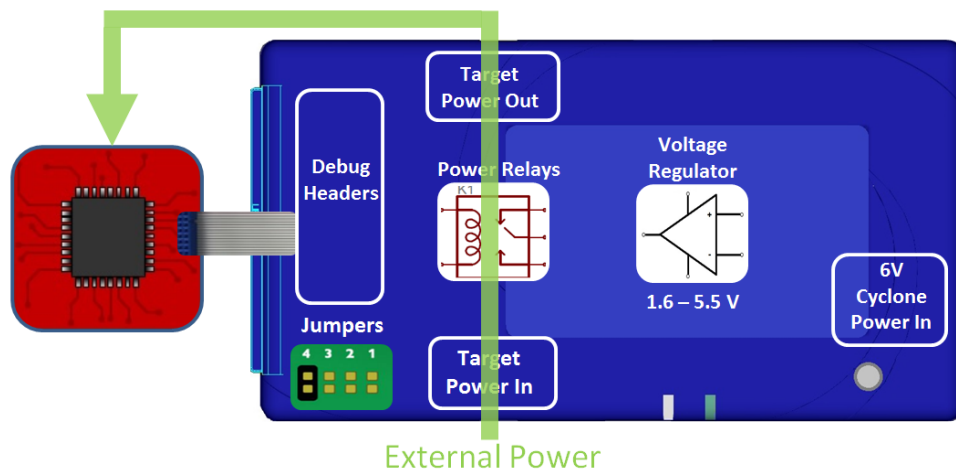 Target
Power Out
Debug
Headers
Power Relays
K1
Voltage
Regulator
+
-
1.6 – 5.5 V
6V
Cyclone
Power In
Jumpers
4 3 2 1
Target
Power In
External Power